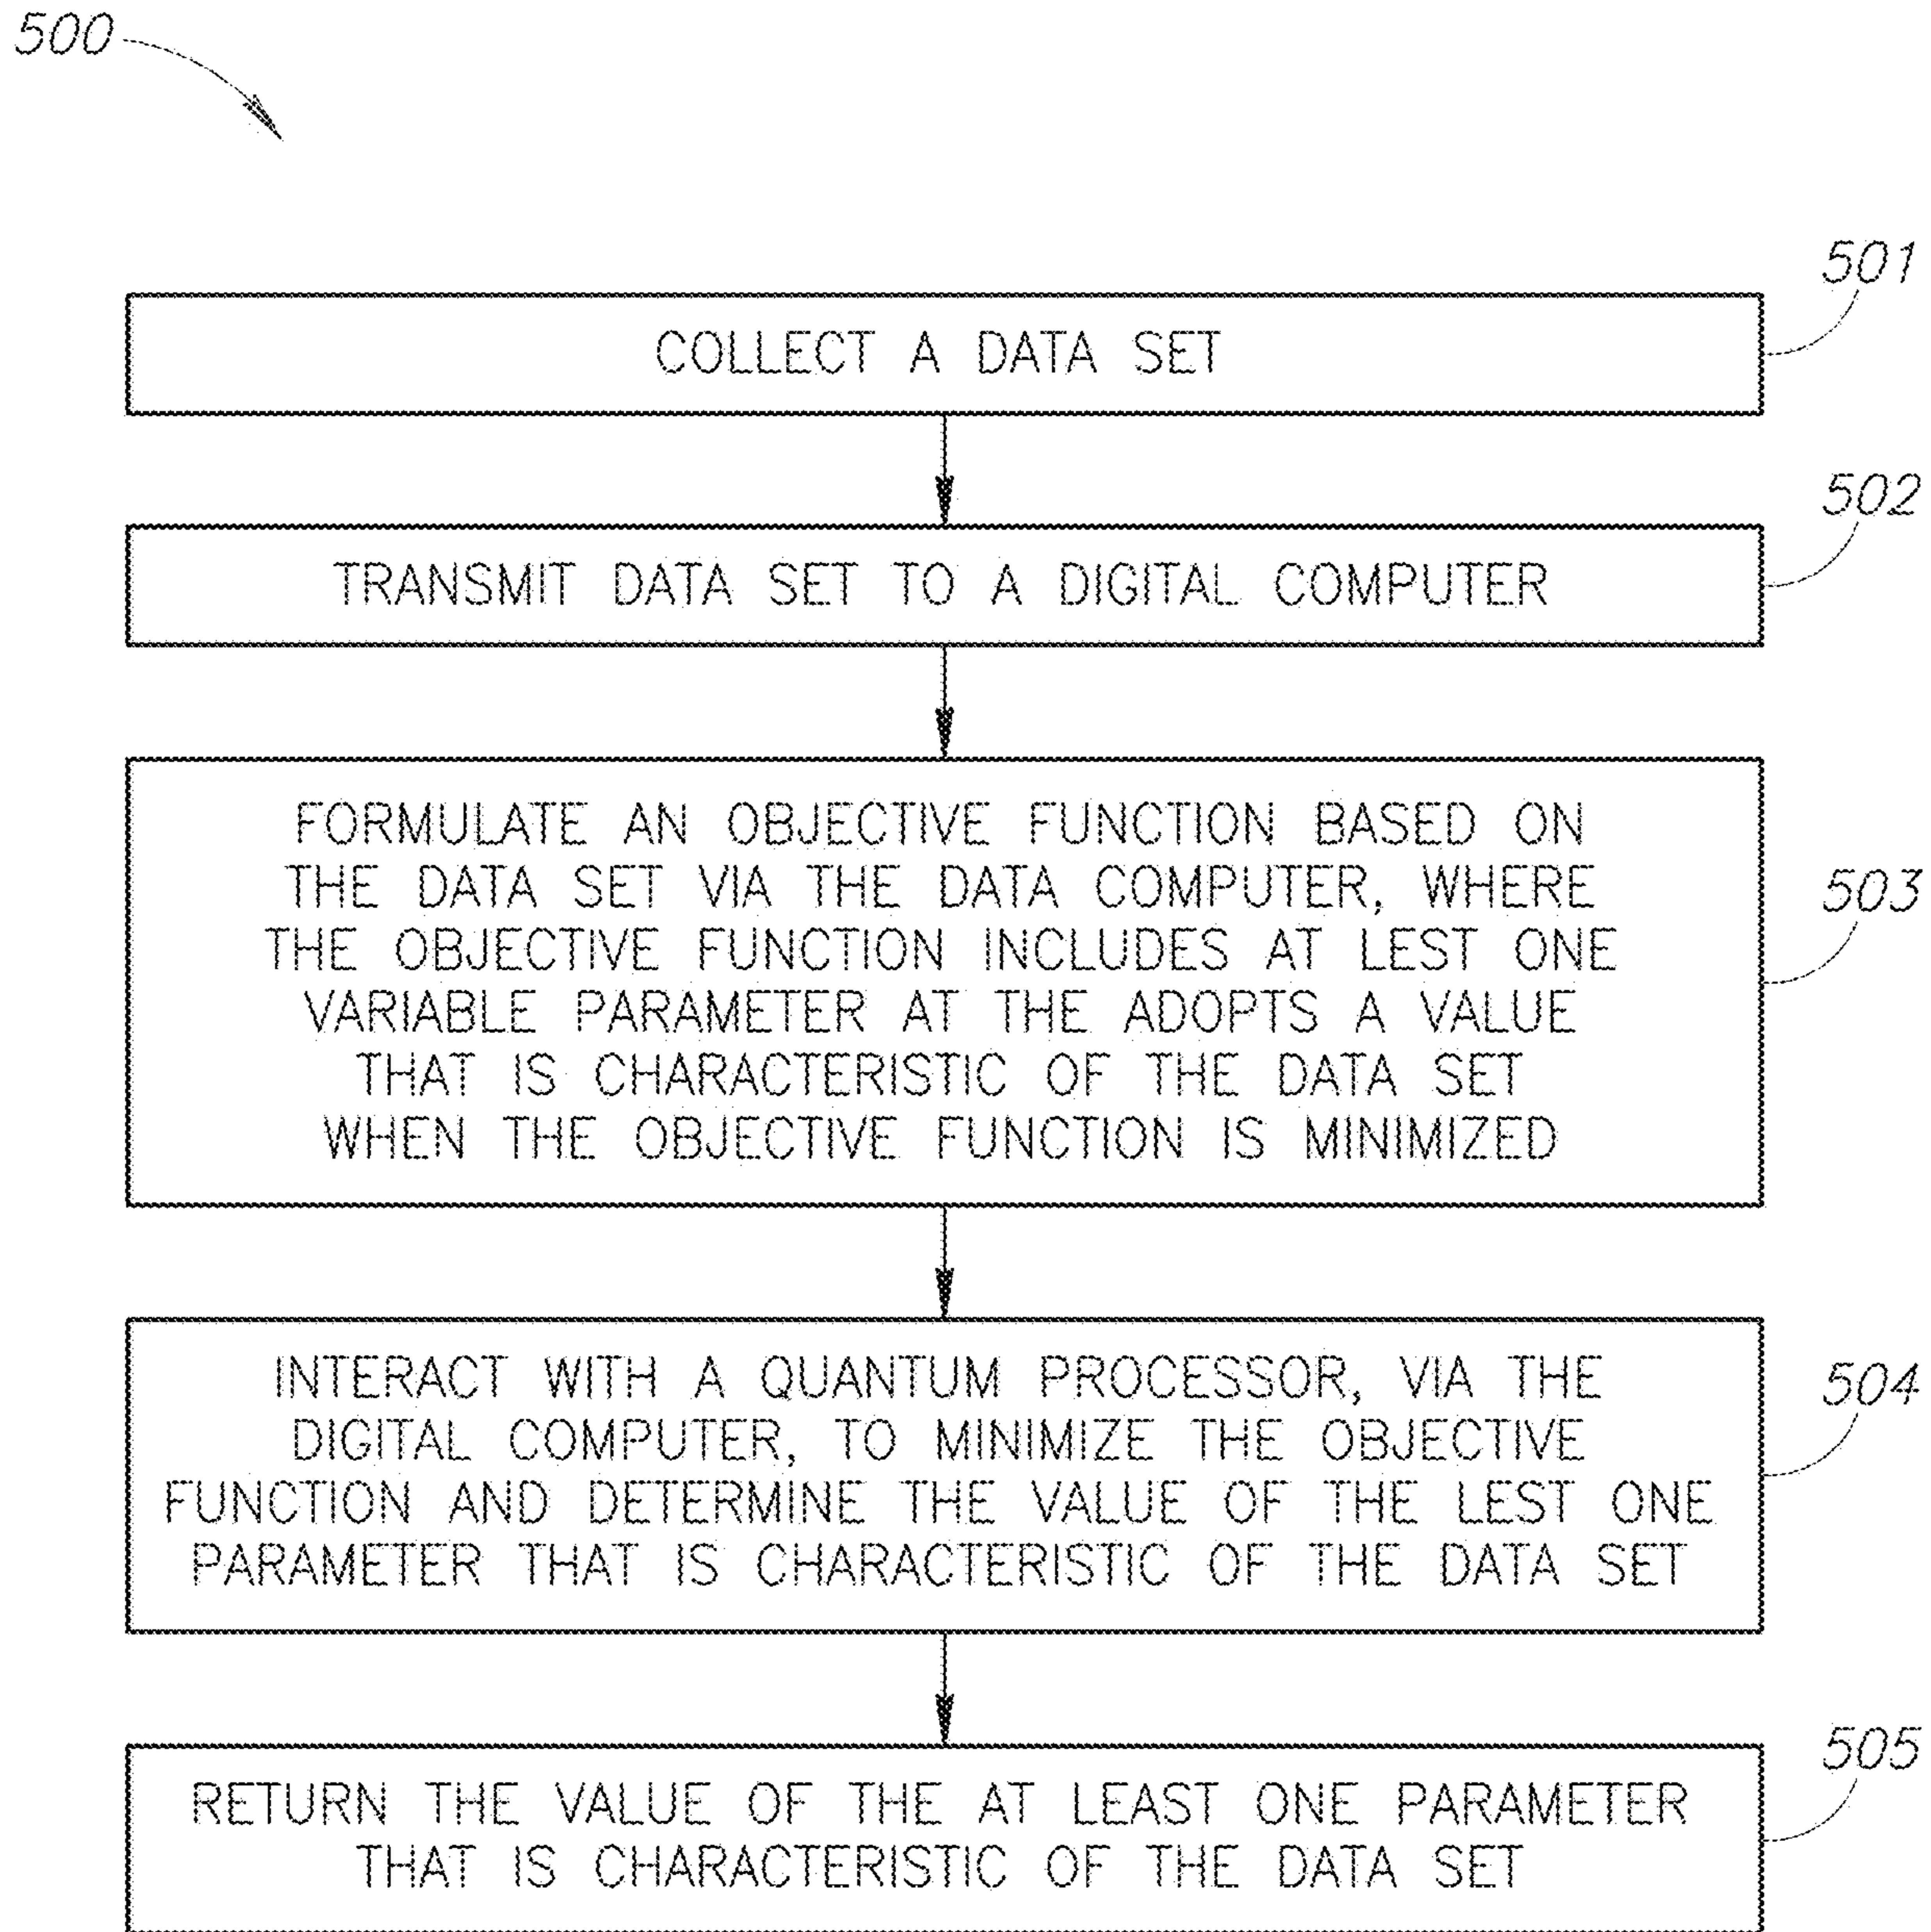 500
501
COLLECT A DATA SET
502
TRANSMIT DATA SET TO A DIGITAL COMPUTER
FORMULATE AN OBJECTIVE FUNCTION BASED ON
THE DATA SET VIA THE DATA COMPUTER, WHERE
503
THE OBJECTIVE FUNCTION INCLUDES AT LEST ONE
VARIABLE PARAMETER AT THE ADOPTS A VALUE
THAT IS CHARACTERISTIC OF THE DATA SET
WHEN THE OBJECTIVE FUNCTION IS MINIMIZED
INTERACT WITH A QUANTUM PROCESSOR, VIA THE
504
DIGITAL COMPUTER, TO MINIMIZE THE OBJECTIVE
FUNCTION AND DETERMINE THE VALUE OF THE LEST ONE
PARAMETER THAT IS CHARACTERISTIC OF THE DATA SET
505
RETURN THE VALUE OF THE AT LEAST ONE PARAMETER
THAT IS CHARACTERISTIC OF THE DATA SET